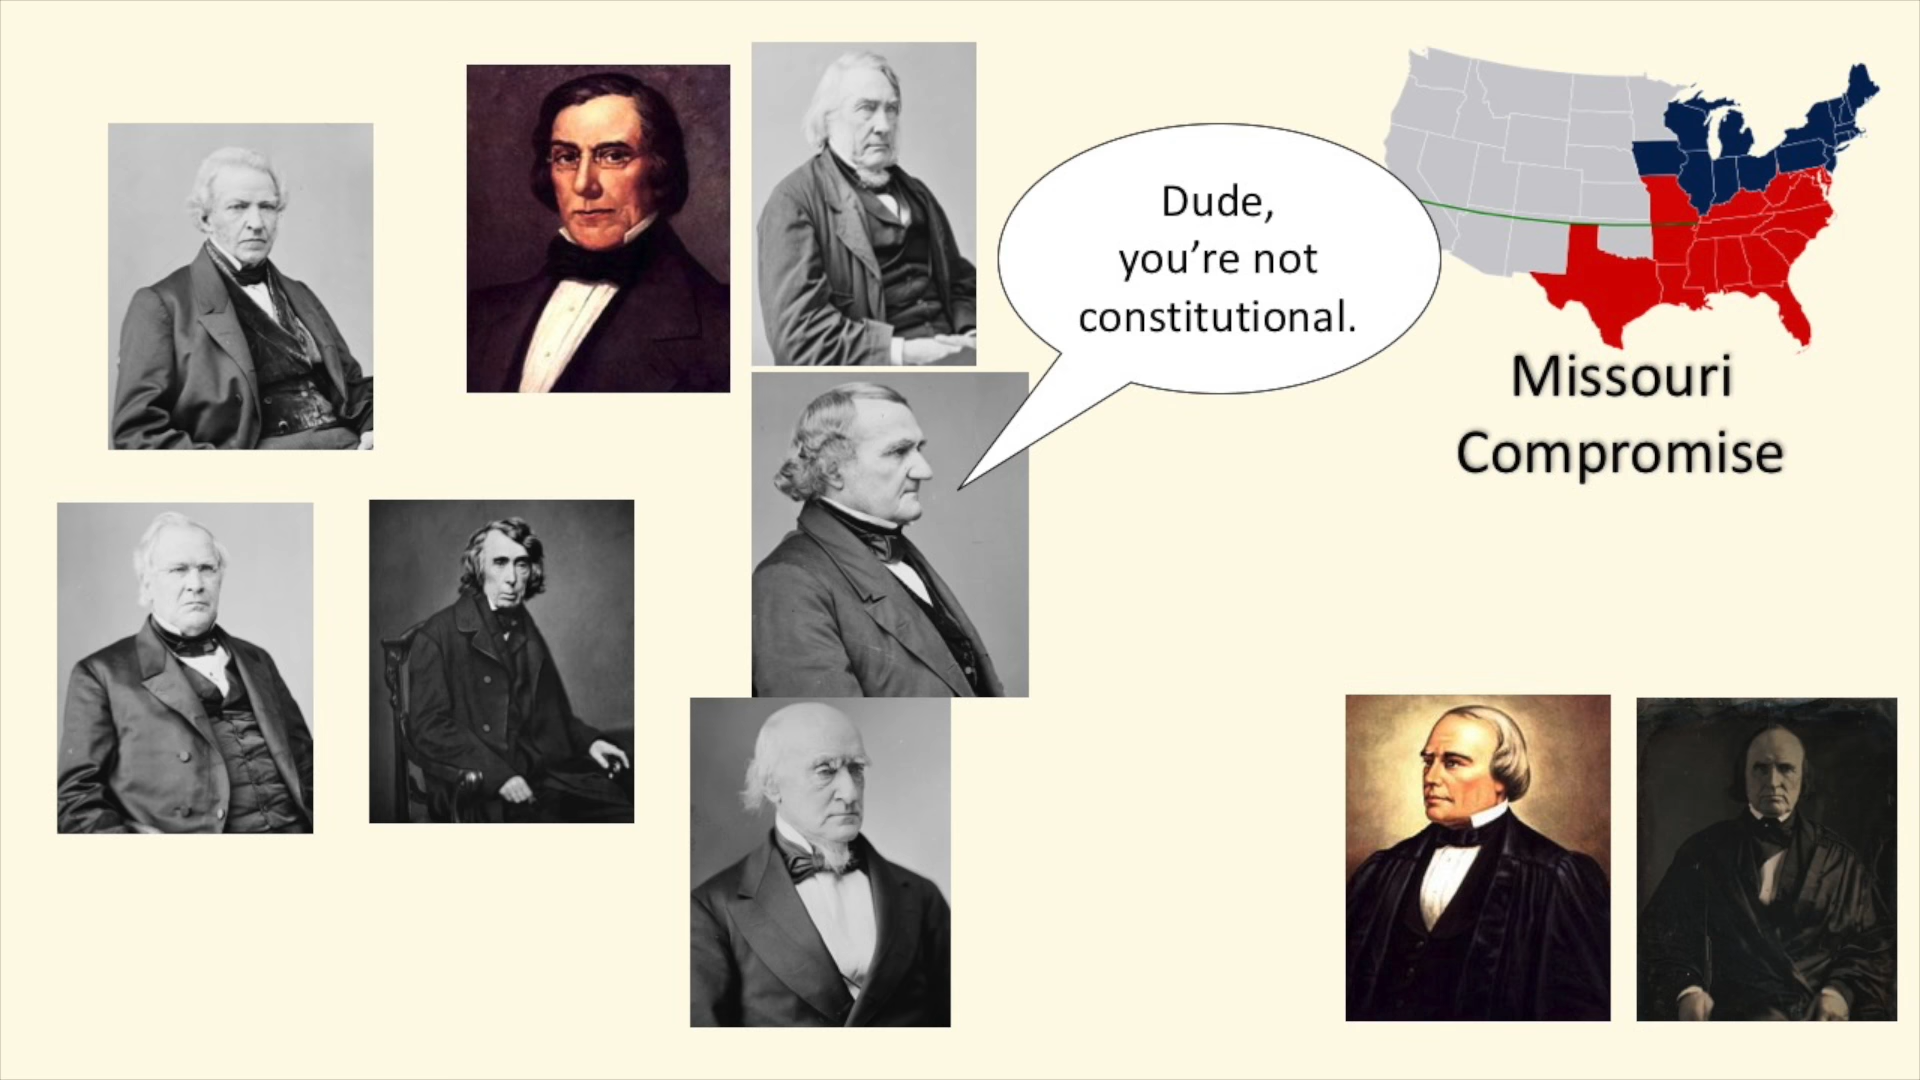 Dude,
you’re not
constitutional.
Missouri
Compromise